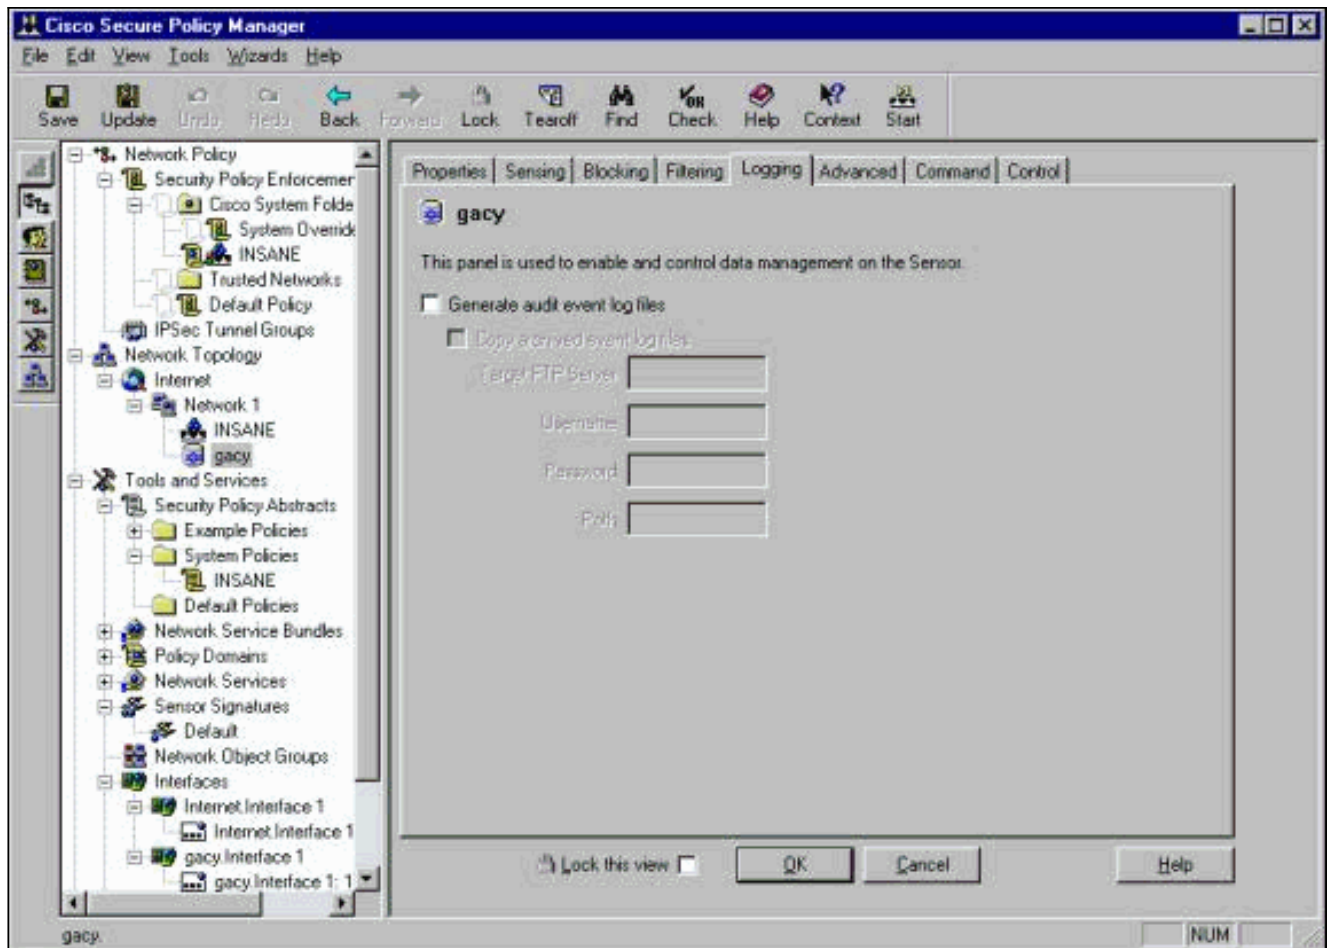 Cisco Secure Policy Manager
File Edit View Tools Wizards Help
Save Update Undo Redo Back Forward Lock Tearoff Find Check Help Context Start
Network Policy
Security Policy Enforcemer
Cisco System Folde
System Override
INSANE
Trusted Networks
Default Policy
IPSec Tunnel Groups
Network Topology
Internet
Network 1
INSANE
gacy
Tools and Services
Security Policy Abstracts
Example Policies
System Policies
INSANE
Default Policies
Network Service Bundles
Policy Domains
Network Services
Sensor Signatures
Default
Network Object Groups
Interfaces
Internet.Interface 1
Internet.Interface 1
gacy.Interface 1
gacy.Interface 1: 1
Properties Sensing Blocking Filtering Logging Advanced Command Control
gacy
This panel is used to enable and control data management on the Sensor.
Generate audit event log files
Copy archived event log files
Target FTP Server
Username
Password
Path
Lock this view OK Cancel Help
gacy. NUM